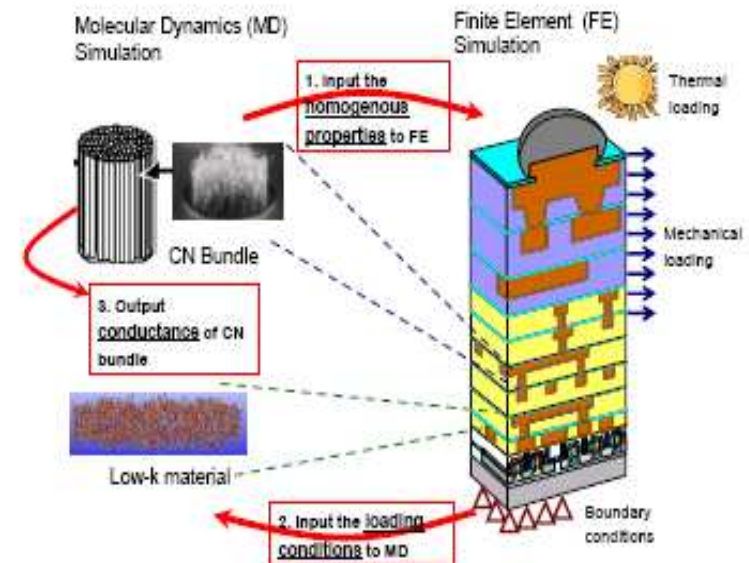 Molecular Dynamics (MD)
Simulation
Finite Element (FE)
Simulation
1. Input the
homogenous
properties to FE
Thermal
loading
CN Bundle
Mechanical
loading
3. Output
conductance of CN
bundle
Low-k material
2. Input the loading
conditions to MD
Boundary
conditions